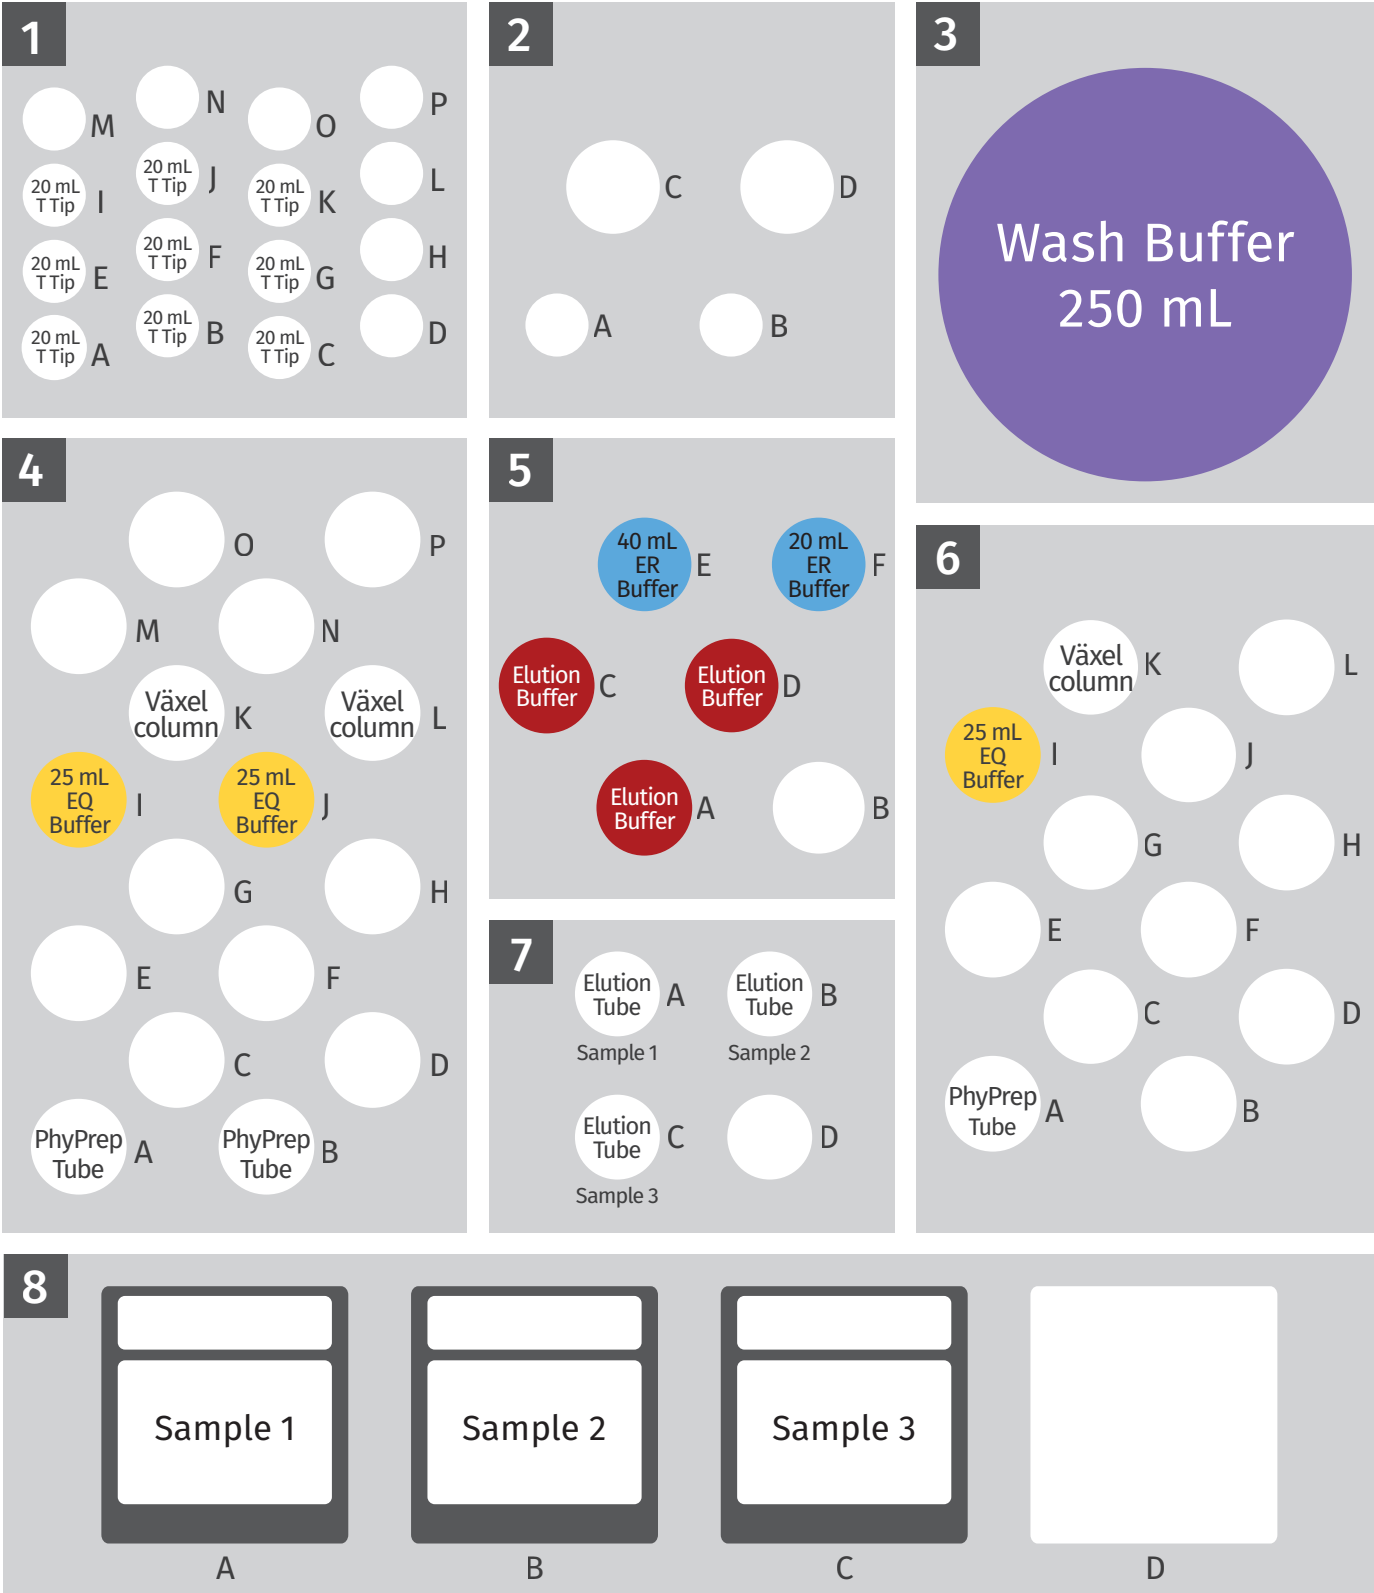 1
N
P
M
O
20 mL
T Tip
J
20 mL
T Tip
I
20 mL
T Tip
K
L
20 mL
T Tip
F
20 mL
T Tip
E
20 mL
T Tip
G
H
20 mL
T Tip
B
20 mL
T Tip
A
20 mL
T Tip
C
D
2
C
D
A
B
3
Wash Buffer
250 mL
4
O
P
M
N
Växel
column
K
Växel
column
L
25 mL
EQ
Buffer
I
25 mL
EQ
Buffer
J
G
H
E
F
C
D
PhyPrep
Tube
A
PhyPrep
Tube
B
5
40 mL
ER
Buffer
E
20 mL
ER
Buffer
F
Elution
Buffer
C
Elution
Buffer
D
Elution
Buffer
A
B
6
Växel
column
K
L
25 mL
EQ
Buffer
I
J
G
H
E
F
C
D
PhyPrep
Tube
A
B
7
Elution
Tube
A
Sample 1
Elution
Tube
B
Sample 2
Elution
Tube
C
Sample 3
D
8
Sample 1
Sample 2
Sample 3
A
B
C
D